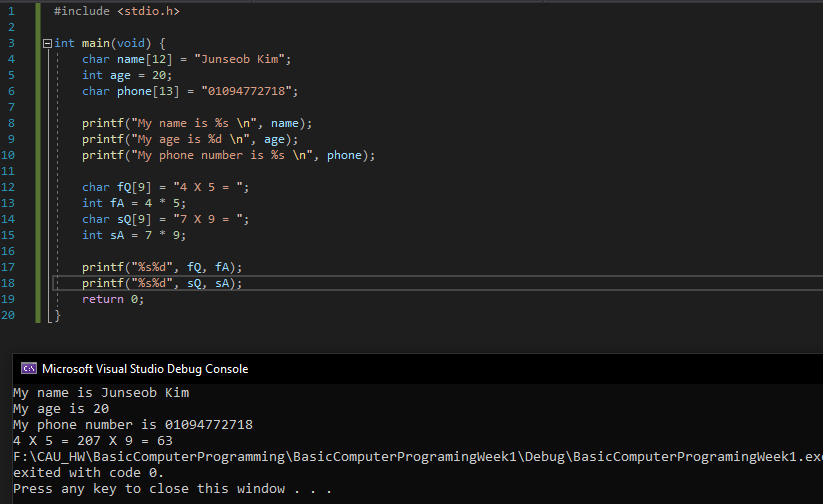 1 #include <stdio.h>
2
3 int main(void) {
4 char name[12] = "Junseob Kim";
5 int age = 20;
6 char phone[13] = "01094772718";
7
8 printf("My name is %s \n", name);
9 printf("My age is %d \n", age);
10 printf("My phone number is %s \n", phone);
11
12 char fQ[9] = "4 X 5 = ";
13 int fA = 4 * 5;
14 char sQ[9] = "7 X 9 = ";
15 int sA = 7 * 9;
16
17 printf("%s%d", fQ, fA);
18 printf("%s%d", sQ, sA);
19 return 0;
20 }
C:\ Microsoft Visual Studio Debug Console
My name is Junseob Kim
My age is 20
My phone number is 01094772718
4 X 5 = 207 X 9 = 63
F:\CAU_HW\BasicComputerProgramming\BasicComputerProgramingWeek1\Debug\BasicComputerProgramingWeek1.exe
exited with code 0.
Press any key to close this window . . .